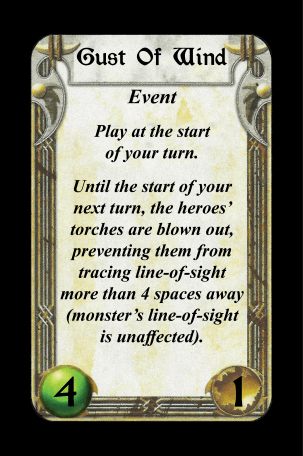 Gust Of Wind
Event
Play at the start
of your turn.
Until the start of your
next turn, the heroes’
torches are blown out,
preventing them from
tracing line-of-sight
more than 4 spaces away
(monster’s line-of-sight
is unaffected).
4 1